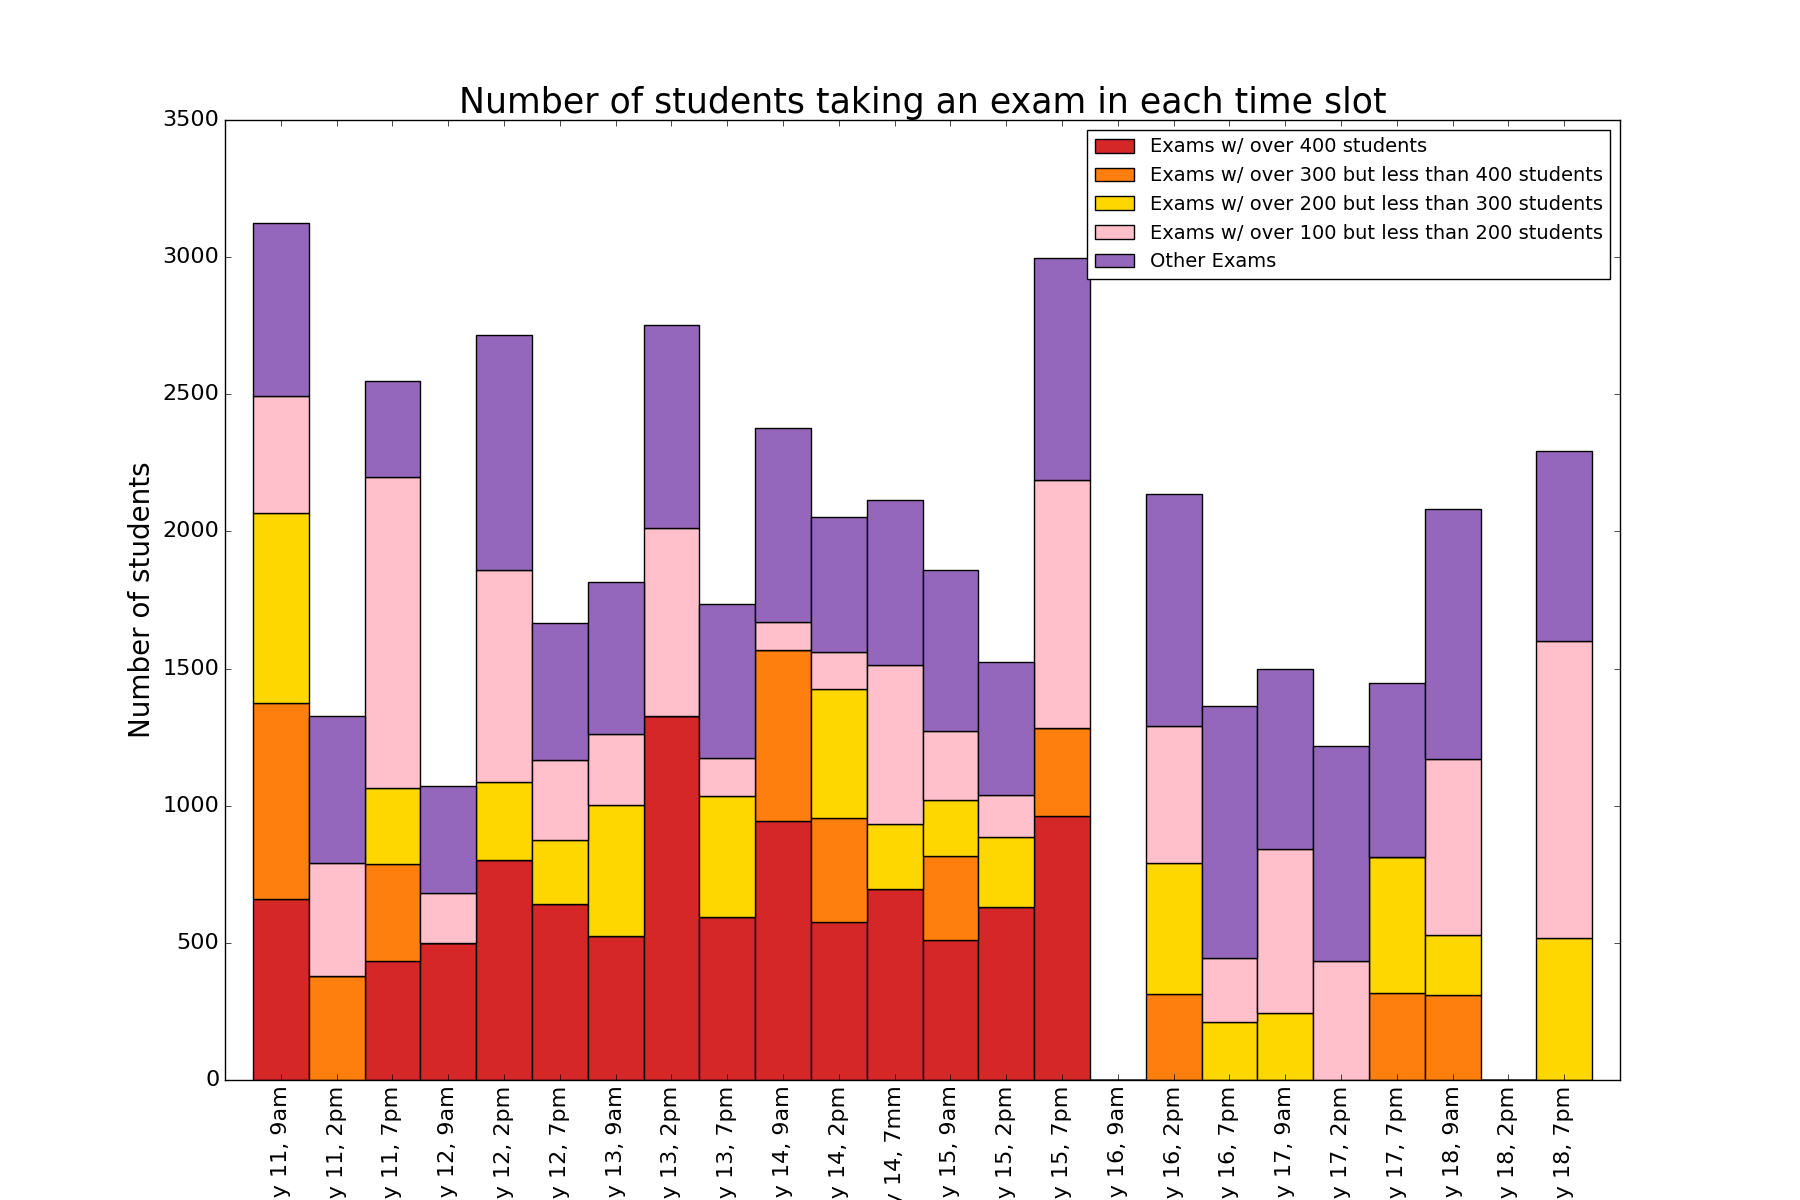 Number of students taking an exam in each time slot
Exams w/ over 400 students
Exams w/ over 300 but less than 400 students
Exams w/ over 200 but less than 300 students
Exams w/ over 100 but less than 200 students
Other Exams
Number of students
3500
3000
2500
2000
1500
1000
500
0
y 11, 9am
y 11, 2pm
y 11, 7pm
y 12, 9am
y 12, 2pm
y 12, 7pm
y 13, 9am
y 13, 2pm
y 13, 7pm
y 14, 9am
y 14, 2pm
y 14, 7mm
y 15, 9am
y 15, 2pm
y 15, 7pm
y 16, 9am
y 16, 2pm
y 16, 7pm
y 17, 9am
y 17, 2pm
y 17, 7pm
y 18, 9am
y 18, 2pm
y 18, 7pm